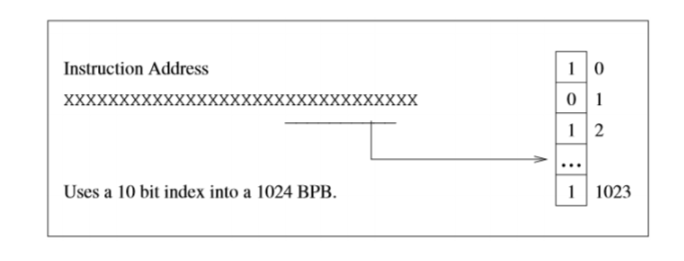 Instruction Address
XXXXXXXXXXXXXXXXXXXXXXXXXXXXXXXX
Uses a 10 bit index into a 1024 BPB.
1 0
0 1
1 2
...
1 1023